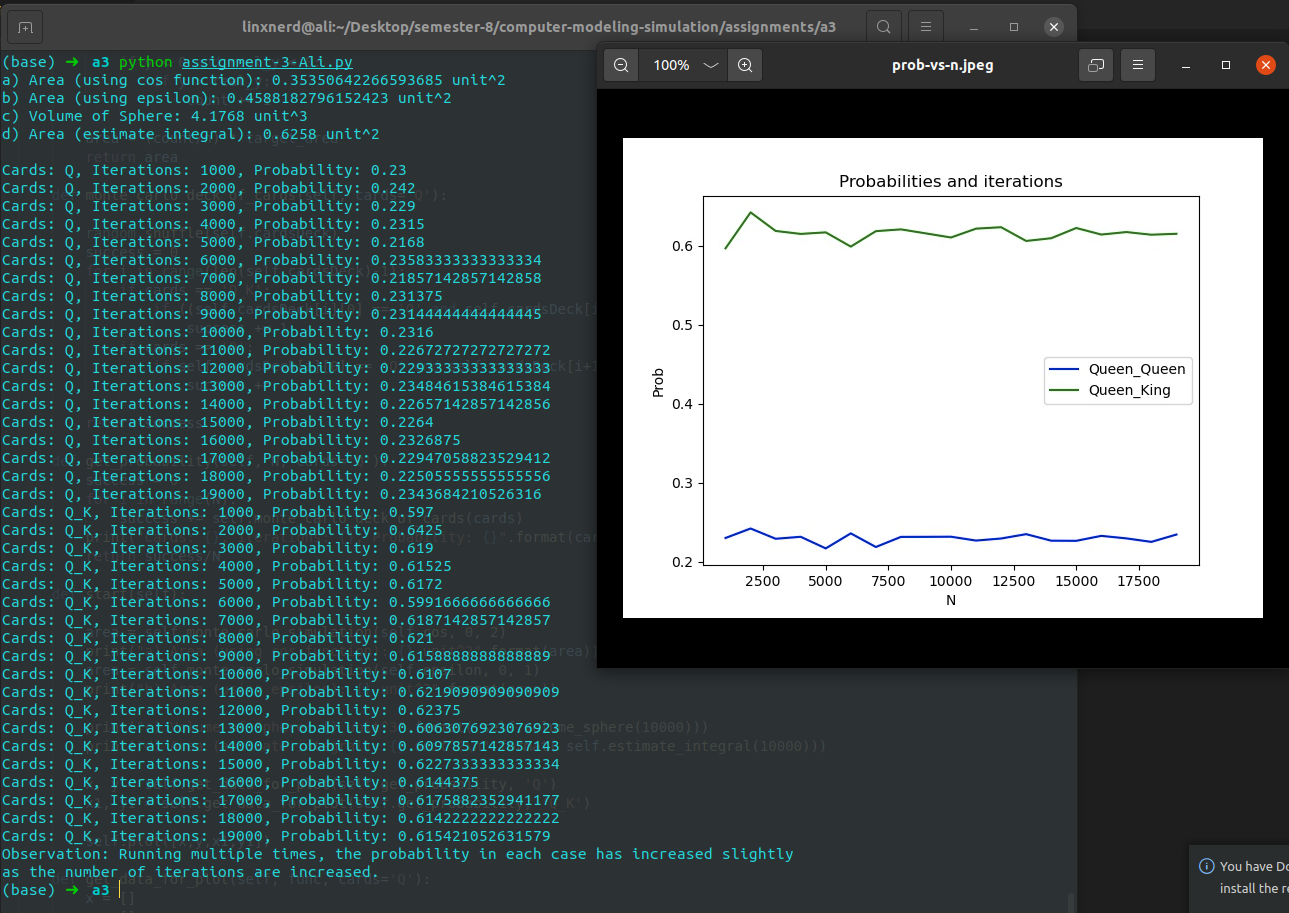 linxnerd@ali:~/Desktop/semester-8/computer-modeling-simulation/assignments/a3
(base) ➜ a3 python assignment-3-Ali.py
a) Area (using cos function): 0.35350642266593685 unit^2
b) Area (using epsilon): 0.4588182796152423 unit^2
c) Volume of Sphere: 4.1768 unit^3
d) Area (estimate integral): 0.6258 unit^2
Cards: Q, Iterations: 1000, Probability: 0.23
Cards: Q, Iterations: 2000, Probability: 0.242
Cards: Q, Iterations: 3000, Probability: 0.229
Cards: Q, Iterations: 4000, Probability: 0.2315
Cards: Q, Iterations: 5000, Probability: 0.2168
Cards: Q, Iterations: 6000, Probability: 0.23583333333333334
Cards: Q, Iterations: 7000, Probability: 0.21857142857142858
Cards: Q, Iterations: 8000, Probability: 0.231375
Cards: Q, Iterations: 9000, Probability: 0.23144444444444445
Cards: Q, Iterations: 10000, Probability: 0.2316
Cards: Q, Iterations: 11000, Probability: 0.22672727272727272
Cards: Q, Iterations: 12000, Probability: 0.22933333333333333
Cards: Q, Iterations: 13000, Probability: 0.23484615384615384
Cards: Q, Iterations: 14000, Probability: 0.22657142857142856
Cards: Q, Iterations: 15000, Probability: 0.2264
Cards: Q, Iterations: 16000, Probability: 0.2326875
Cards: Q, Iterations: 17000, Probability: 0.22947058823529412
Cards: Q, Iterations: 18000, Probability: 0.22505555555555556
Cards: Q, Iterations: 19000, Probability: 0.2343684210526316
Cards: Q_K, Iterations: 1000, Probability: 0.597
Cards: Q_K, Iterations: 2000, Probability: 0.6425
Cards: Q_K, Iterations: 3000, Probability: 0.619
Cards: Q_K, Iterations: 4000, Probability: 0.61525
Cards: Q_K, Iterations: 5000, Probability: 0.6172
Cards: Q_K, Iterations: 6000, Probability: 0.5991666666666666
Cards: Q_K, Iterations: 7000, Probability: 0.6187142857142857
Cards: Q_K, Iterations: 8000, Probability: 0.621
Cards: Q_K, Iterations: 9000, Probability: 0.6158888888888889
Cards: Q_K, Iterations: 10000, Probability: 0.6107
Cards: Q_K, Iterations: 11000, Probability: 0.6219090909090909
Cards: Q_K, Iterations: 12000, Probability: 0.62375
Cards: Q_K, Iterations: 13000, Probability: 0.6063076923076923
Cards: Q_K, Iterations: 14000, Probability: 0.6097857142857143
Cards: Q_K, Iterations: 15000, Probability: 0.6227333333333334
Cards: Q_K, Iterations: 16000, Probability: 0.6144375
Cards: Q_K, Iterations: 17000, Probability: 0.6175882352941177
Cards: Q_K, Iterations: 18000, Probability: 0.6142222222222222
Cards: Q_K, Iterations: 19000, Probability: 0.615421052631579
Observation: Running multiple times, the probability in each case has increased slightly
as the number of iterations are increased.
(base) ➜ a3
100%
prob-vs-n.jpeg
Probabilities and iterations
Prob
0.6
0.5
0.4
0.3
0.2
Queen_Queen
Queen_King
2500 5000 7500 10000 12500 15000 17500
N
You have
install the